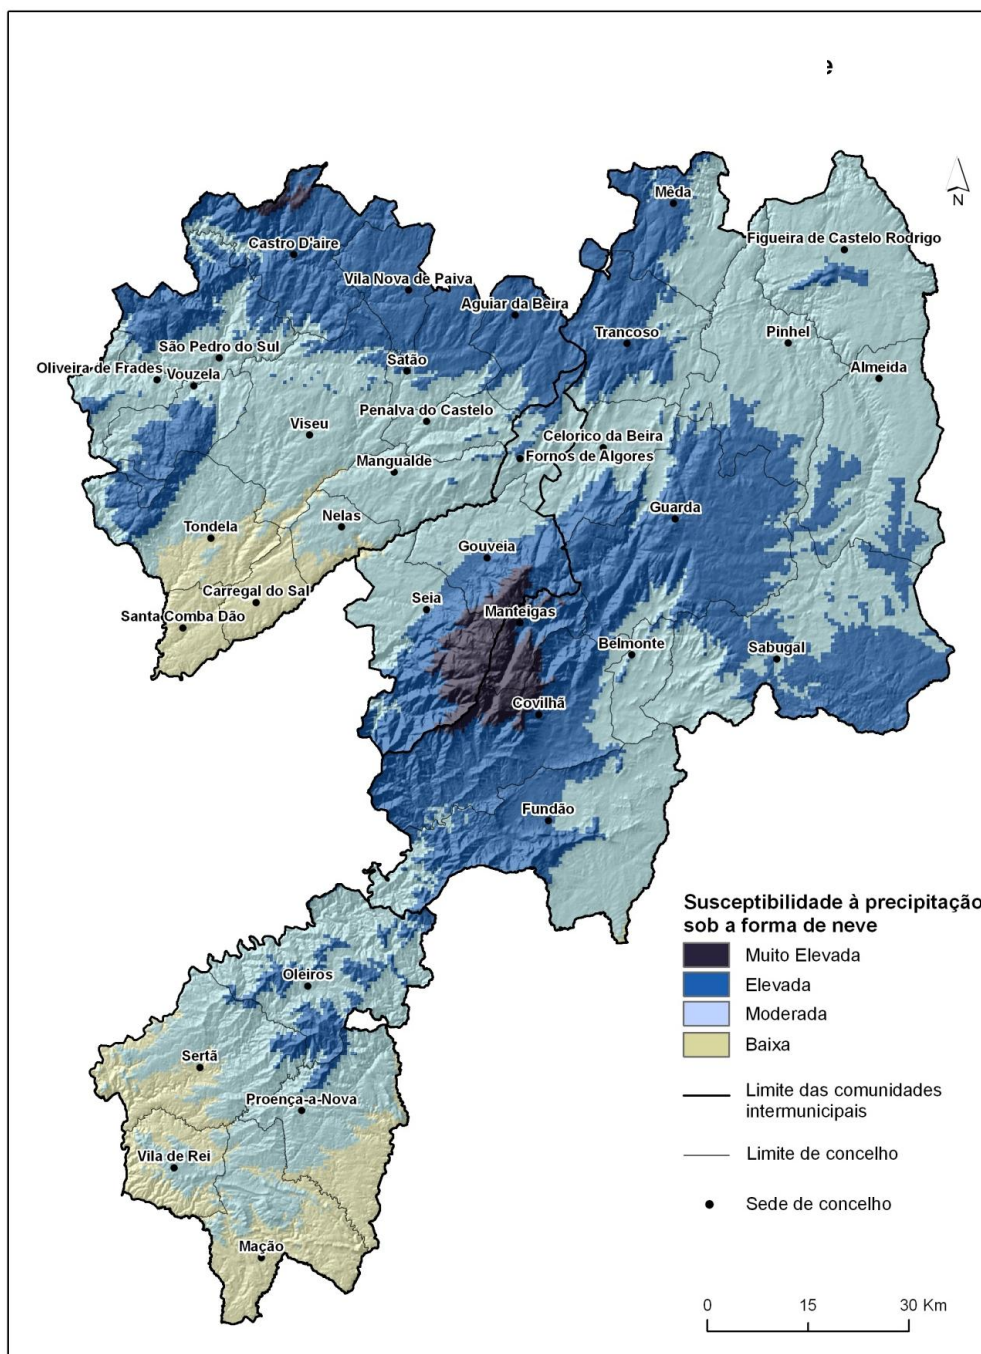 e
N
Mêda
Figueira de Castelo Rodrigo
Castro D'aire
Vila Nova de Paiva
Aguiar da Beira
Trancoso
Pinhel
São Pedro do Sul
Oliveira de Frades
Vouzela
Sátão
Almeida
Penalva do Castelo
Viseu
Celorico da Beira
Fornos de Algores
Mangualde
Guarda
Nelas
Tondela
Gouveia
Carregal do Sal
Seia
Santa Comba Dão
Manteigas
Belmonte
Sabugal
Covilhã
Fundão
Oleiros
Sertã
Proença-a-Nova
Vila de Rei
Mação
Susceptibilidade à precipitação
sob a forma de neve
Muito Elevada
Elevada
Moderada
Baixa
Limite das comunidades
intermunicipais
Limite de concelho
Sede de concelho
0 15 30 Km